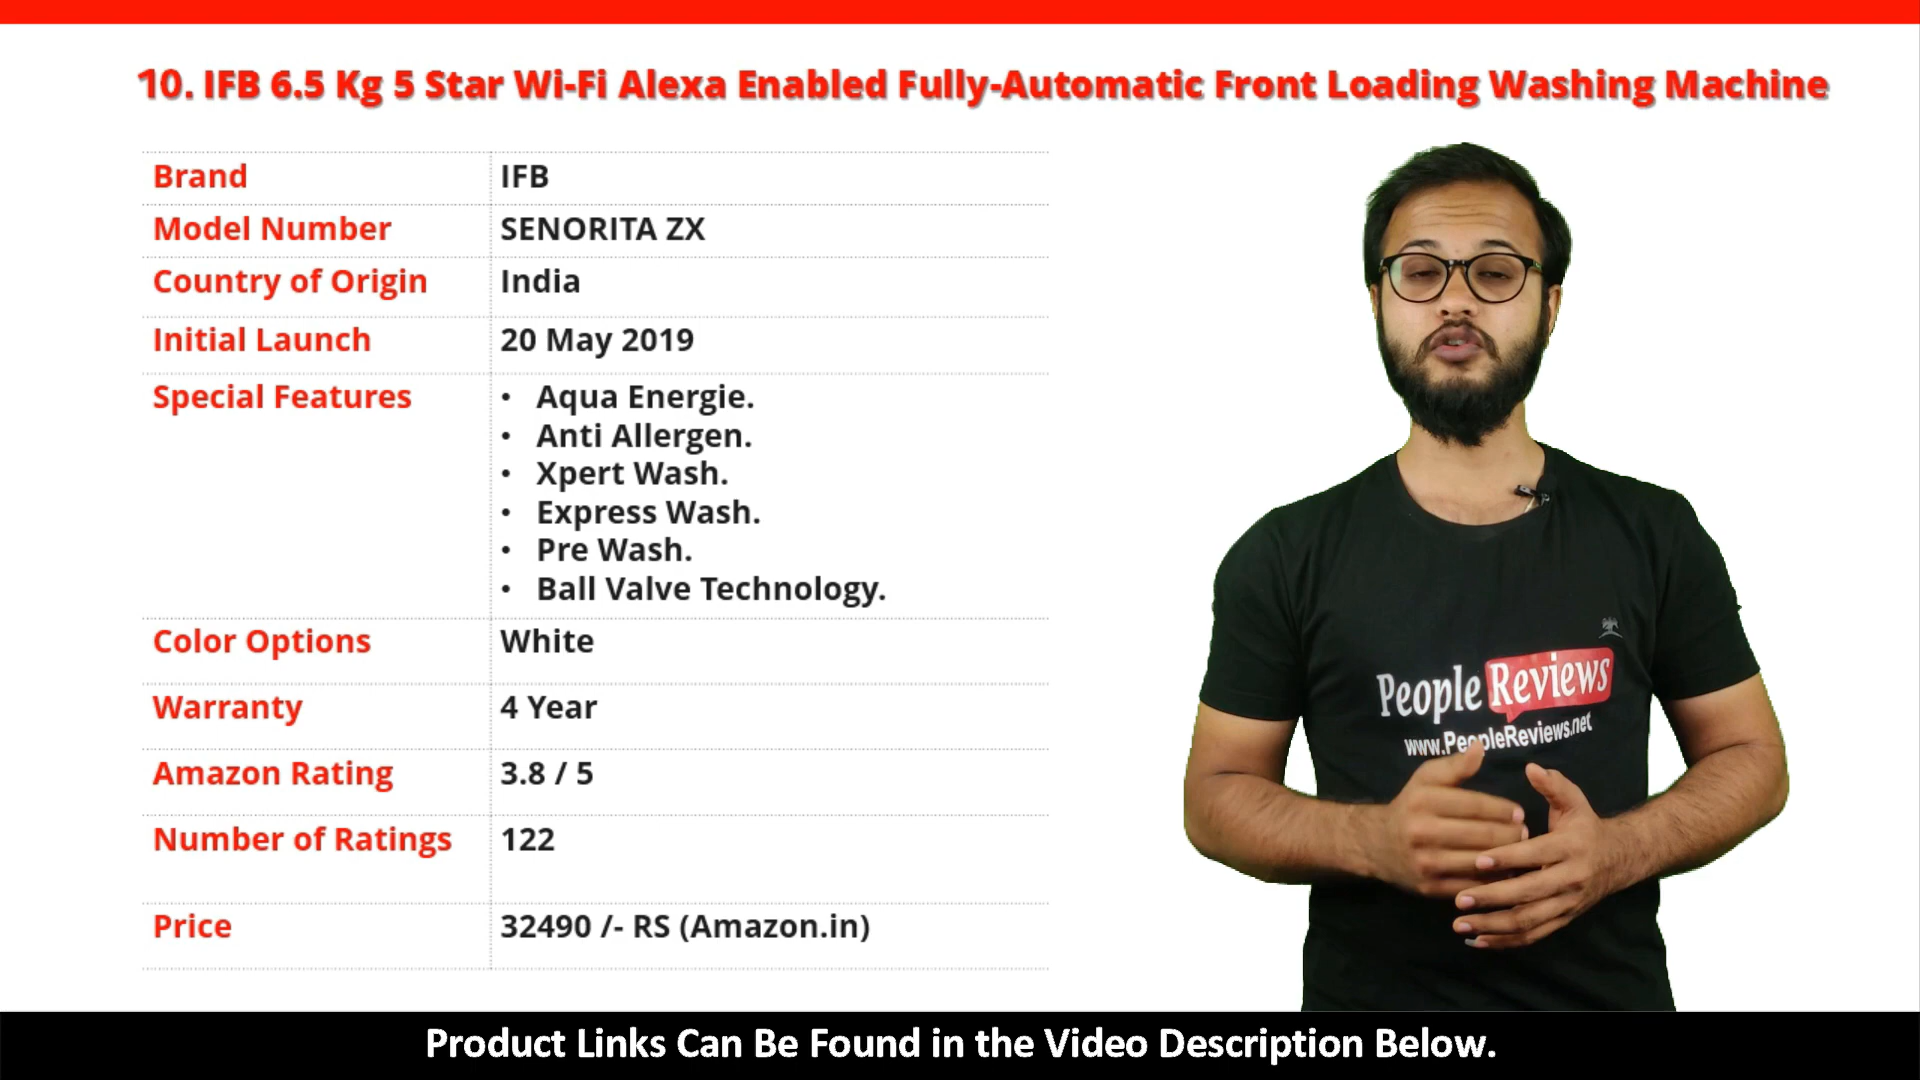 10. IFB 6.5 Kg 5 Star Wi-Fi Alexa Enabled Fully-Automatic Front Loading Washing Machine
Brand IFB
Model Number SENORITA ZX
Country of Origin India
Initial Launch 20 May 2019
Special Features • Aqua Energie.
• Anti Allergen.
• Xpert Wash.
• Express Wash.
• Pre Wash.
• Ball Valve Technology.
Color Options White
Warranty 4 Year
Amazon Rating 3.8 / 5
Number of Ratings 122
Price 32490 /- RS (Amazon.in)
People Reviews
www.PeopleReviews.net
Product Links Can Be Found in the Video Description Below.